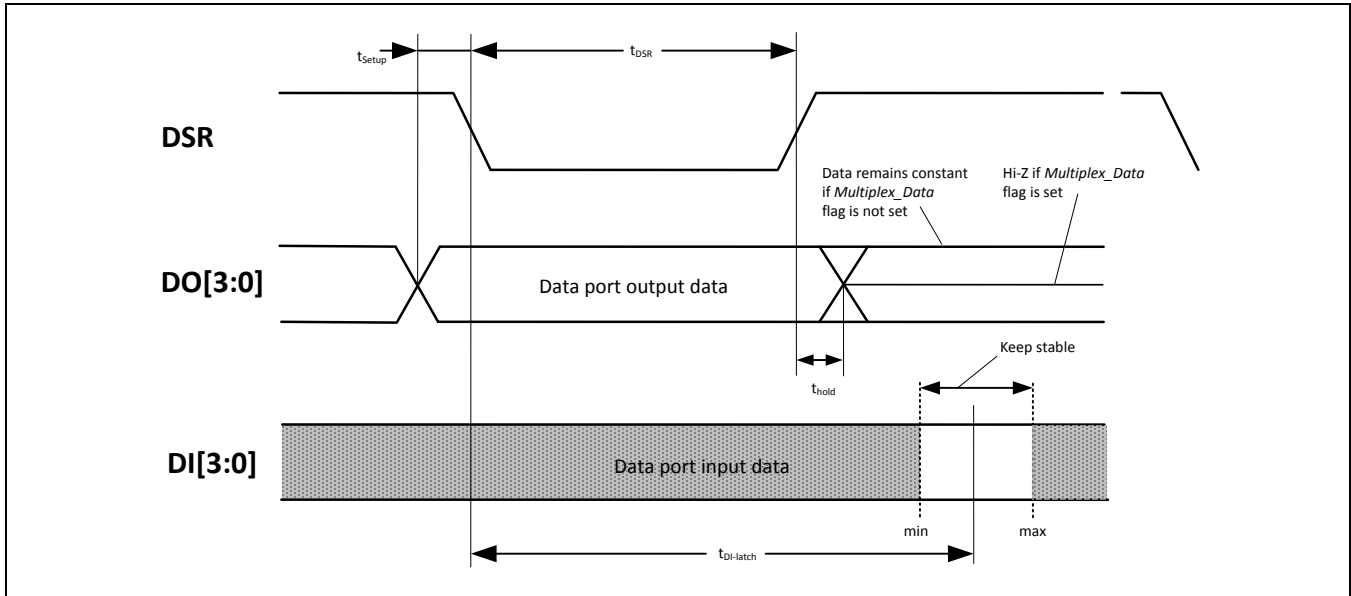 tSetup
tDSR
DSR
Data remains constant
if Multiplex_Data
flag is not set
Hi-Z if Multiplex_Data
flag is set
DO[3:0]
Data port output data
Keep stable
thold
DI[3:0]
Data port input data
min
max
tDI-latch